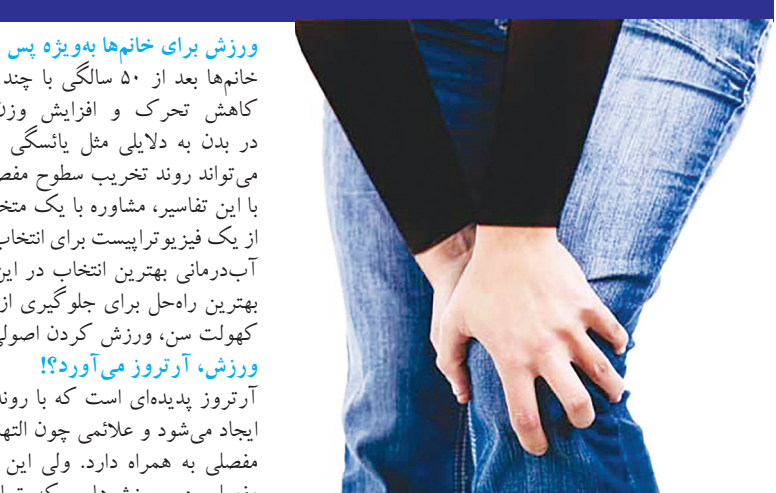 ورزش برای خانم‌ها به‌ویژه پس
خانم‌ها بعد از ۵۰ سالگی با چند
کاهش تحرک و افزایش وزن
در بدن به دلایلی مثل یائسگی
می‌تواند روند تخریب سطوح
با این تفاسیر، مشاوره با یک
از یک فیزیوتراپیست برای انتخاب
آب‌درمانی بهترین انتخاب در این
بهترین راه‌حل برای جلوگیری از
کهولت سن، ورزش کردن
ورزش، آرتروز می‌آورد؟!
آرتروز پدیده‌ای است که با روند
ایجاد می‌شود و علائمی چون
مفصلی به همراه دارد. ولی این